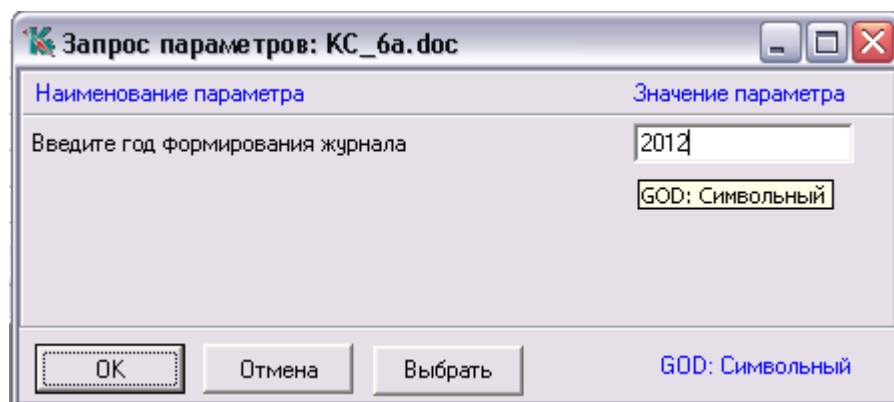 Запрос параметров: КС_6а.doc
Наименование параметра Значение параметра
Введите год формирования журнала 2012
GOD: Символьный
OK Отмена Выбрать GOD: Символьный